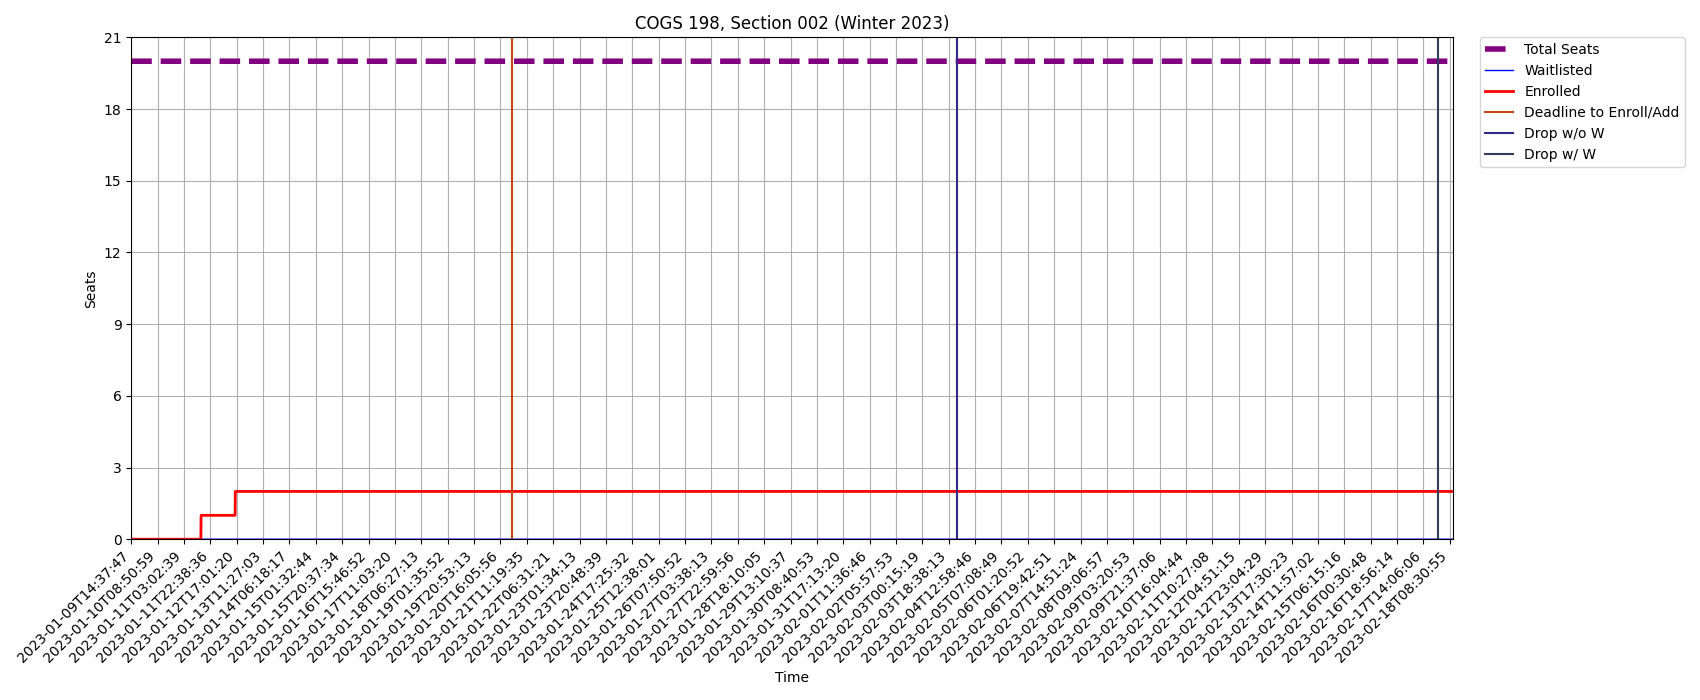 COGS 198, Section 002 (Winter 2023)
21
18
15
12
9
6
3
0
Seats
Total Seats
Waitlisted
Enrolled
Deadline to Enroll/Add
Drop w/o W
Drop w/ W
2023-01-09T14:37:47
2023-01-10T08:50:59
2023-01-11T03:02:39
2023-01-11T22:38:36
2023-01-12T17:01:20
2023-01-13T11:27:03
2023-01-14T06:18:17
2023-01-15T01:32:44
2023-01-15T20:37:34
2023-01-16T15:46:52
2023-01-17T11:03:20
2023-01-18T06:27:13
2023-01-19T01:35:52
2023-01-19T20:53:13
2023-01-20T16:05:56
2023-01-21T11:19:35
2023-01-22T06:31:21
2023-01-23T01:34:13
2023-01-23T20:48:39
2023-01-24T17:25:32
2023-01-25T12:38:01
2023-01-26T07:50:52
2023-01-27T03:38:13
2023-01-27T22:59:56
2023-01-28T18:10:05
2023-01-29T13:10:37
2023-01-30T08:40:53
2023-01-31T17:13:20
2023-02-01T11:36:46
2023-02-02T05:57:53
2023-02-03T00:15:19
2023-02-03T18:38:13
2023-02-04T12:58:46
2023-02-05T07:08:49
2023-02-06T01:20:52
2023-02-06T19:42:51
2023-02-07T14:51:24
2023-02-08T09:06:57
2023-02-09T03:20:53
2023-02-09T21:37:06
2023-02-10T16:04:44
2023-02-11T10:27:08
2023-02-12T04:51:15
2023-02-12T23:04:29
2023-02-13T17:30:23
2023-02-14T11:57:02
2023-02-15T06:15:16
2023-02-16T00:30:48
2023-02-16T18:56:14
2023-02-17T14:06:06
2023-02-18T08:30:55
Time